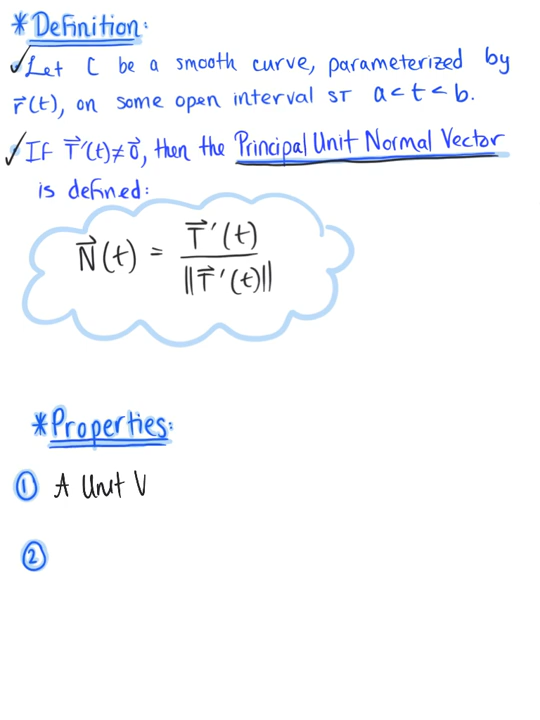 *Definition:
✓Let C be a smooth curve, parameterized by
r⃗(t), on some open interval ST a<t<b.
✓If T⃗'(t)≠0⃗, then the Principal Unit Normal Vector
is defined:
N⃗(t) = T⃗'(t) / ||T⃗'(t)||
*Properties:
① A Unit V
②